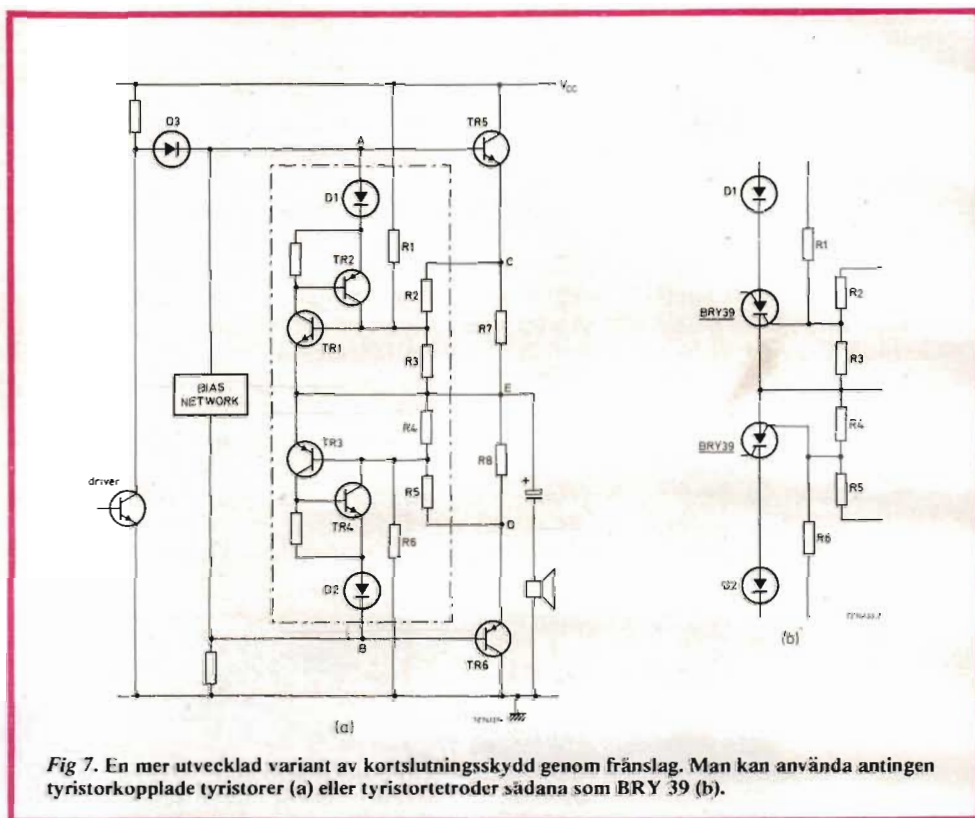 VCC
D3
A
TR5
D1
TR2
R1
R2
C
TR1
R3
R7
E
BIAS
NETWORK
R4
TR3
R8
driver
TR4
R5
R6
D
D2
B
TR6
(a)
D1
R1
R2
BRY39
R3
R4
BRY39
R5
R6
D2
(b)
Fig 7. En mer utvecklad variant av kortslutningsskydd genom frånslag. Man kan använda antingen
tyristorkopplade tyristorer (a) eller tyristortetroder sådana som BRY 39 (b).